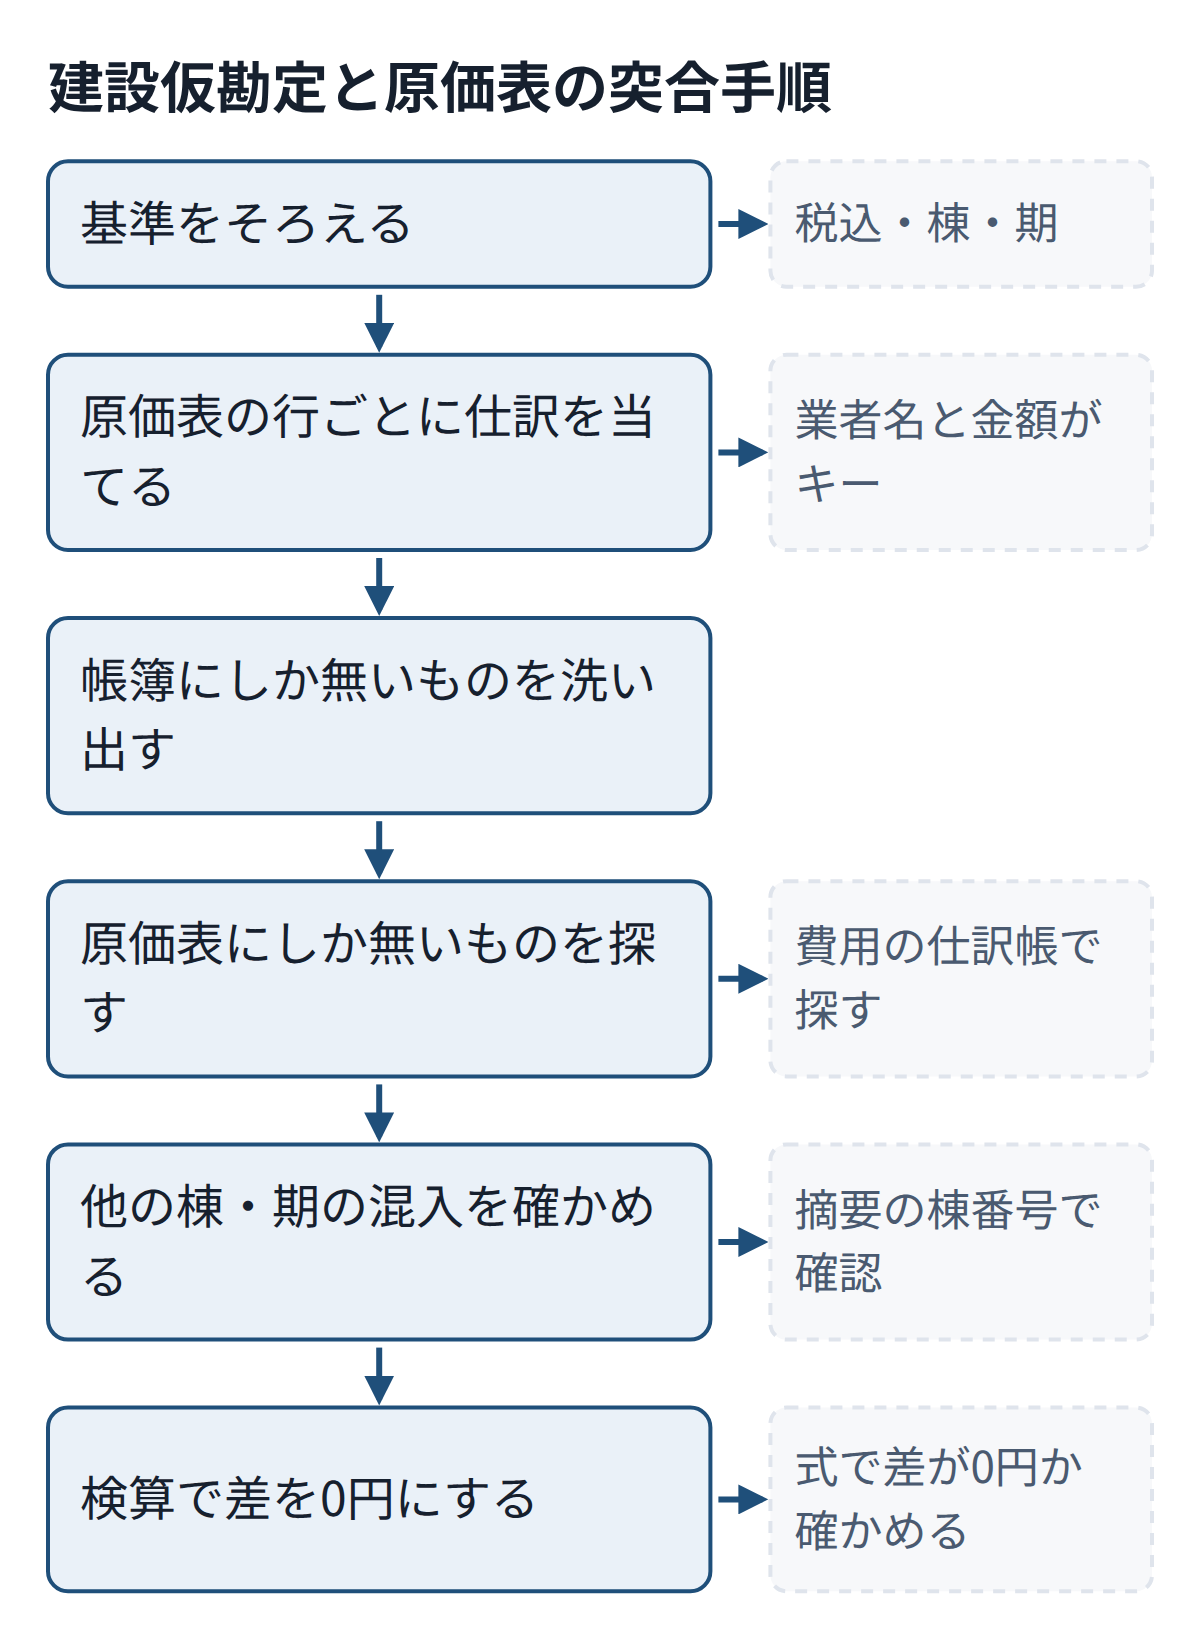 建設仮勘定と原価表の突合手順
基準をそろえる
税込・棟・期
原価表の行ごとに仕訳を当
てる
業者名と金額が
キー
帳簿にしか無いものを洗い
出す
原価表にしか無いものを探
す
費用の仕訳帳で
探す
他の棟・期の混入を確かめ
る
摘要の棟番号で
確認
検算で差を0円にする
式で差が0円か
確かめる